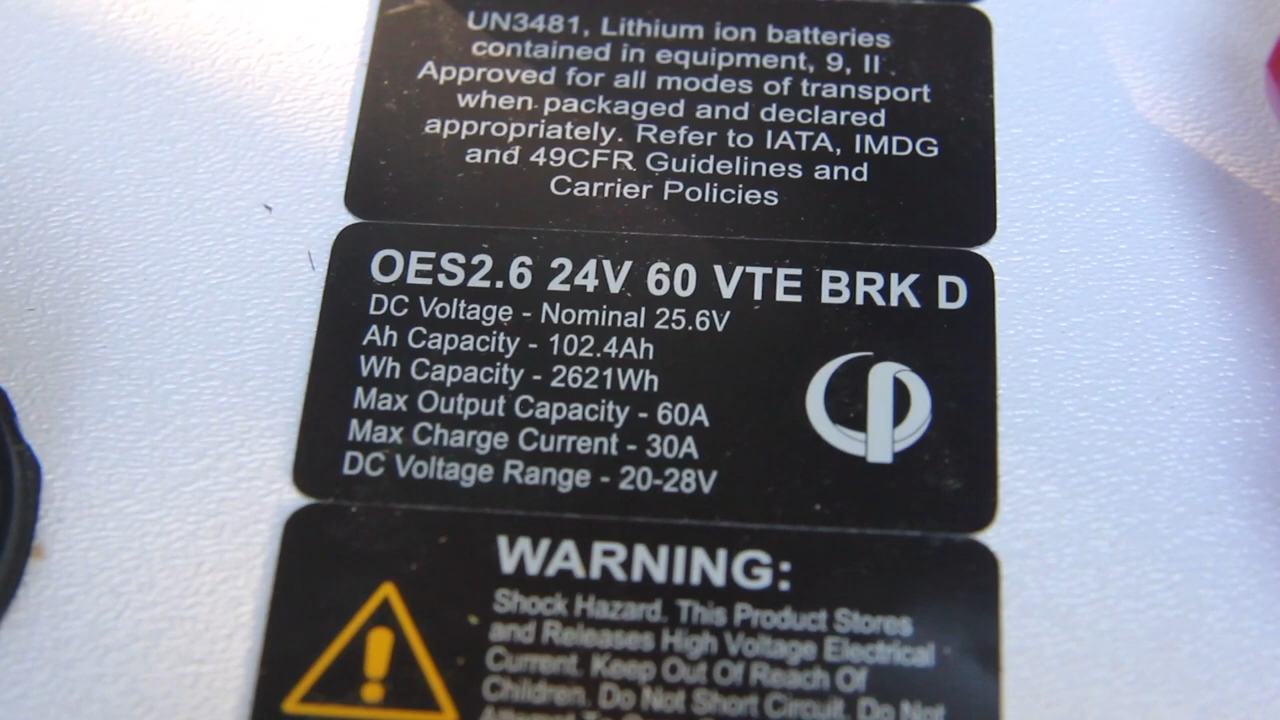 UN3481, Lithium ion batteries
contained in equipment, 9, II.
Approved for all modes of transport
when packaged and declared
appropriately. Refer to IATA, IMDG
and 49CFR Guidelines and
Carrier Policies
OES2.6 24V 60 VTE BRK D
DC Voltage - Nominal 25.6V
Ah Capacity - 102.4Ah
Wh Capacity - 2621Wh
Max Output Capacity - 60A
Max Charge Current - 30A
DC Voltage Range - 20-28V
WARNING:
Shock Hazard. This Product Stores
and Releases High Voltage Electrical
Current. Keep Out Of Reach Of
Children. Do Not Short Circuit. Do Not